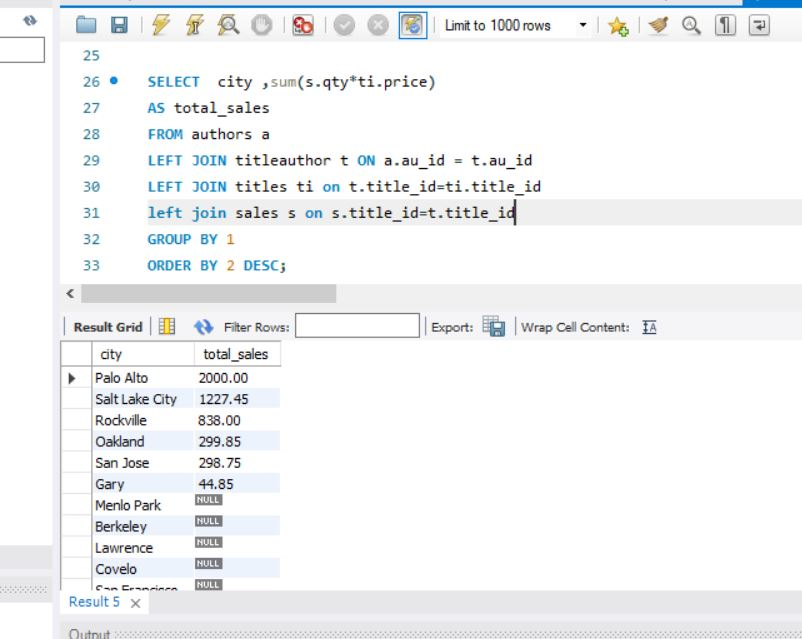 Limit to 1000 rows
25
26 SELECT city ,sum(s.qty*ti.price)
27 AS total_sales
28 FROM authors a
29 LEFT JOIN titleauthor t ON a.au_id = t.au_id
30 LEFT JOIN titles ti on t.title_id=ti.title_id
31 left join sales s on s.title_id=t.title_id
32 GROUP BY 1
33 ORDER BY 2 DESC;
Result Grid Filter Rows: Export: Wrap Cell Content: IA
city total_sales
Palo Alto 2000.00
Salt Lake City 1227.45
Rockville 838.00
Oakland 299.85
San Jose 298.75
Gary 44.85
Menlo Park NULL
Berkeley NULL
Lawrence NULL
Covelo NULL
San Francisco NULL
Result 5
Output